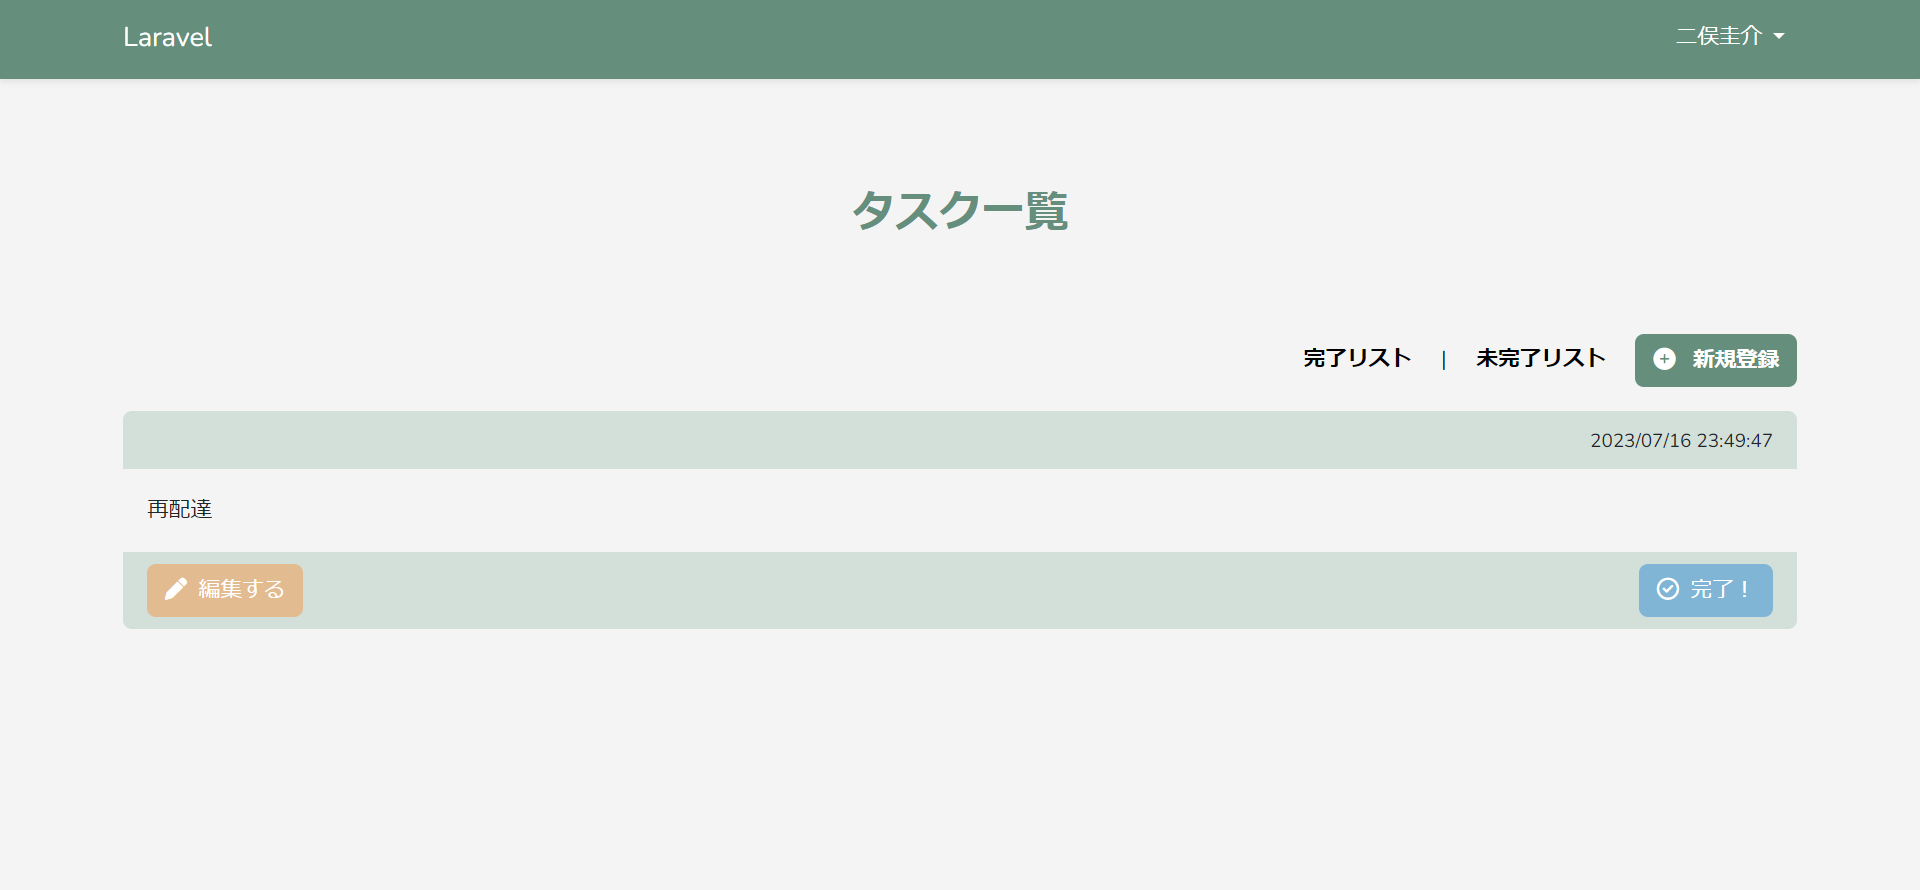 Laravel
二俣圭介
タスク一覧
完了リスト | 未完了リスト 新規登録
2023/07/16 23:49:47
再配達
編集する
完了！